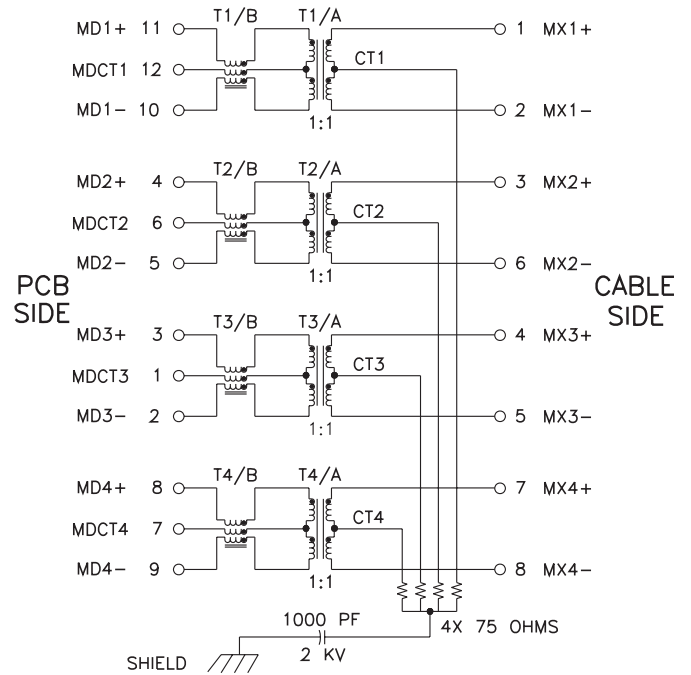 T1/B T1/A
MD1+ 11 1 MX1+
MDCT1 12 CT1
MD1- 10 2 MX1-
1:1
T2/B T2/A
MD2+ 4 3 MX2+
MDCT2 6 CT2
MD2- 5 6 MX2-
1:1
PCB SIDE
CABLE SIDE
T3/B T3/A
MD3+ 3 4 MX3+
MDCT3 1 CT3
MD3- 2 5 MX3-
1:1
T4/B T4/A
MD4+ 8 7 MX4+
MDCT4 7 CT4
MD4- 9 8 MX4-
1:1
1000 PF
4X 75 OHMS
2 KV
SHIELD